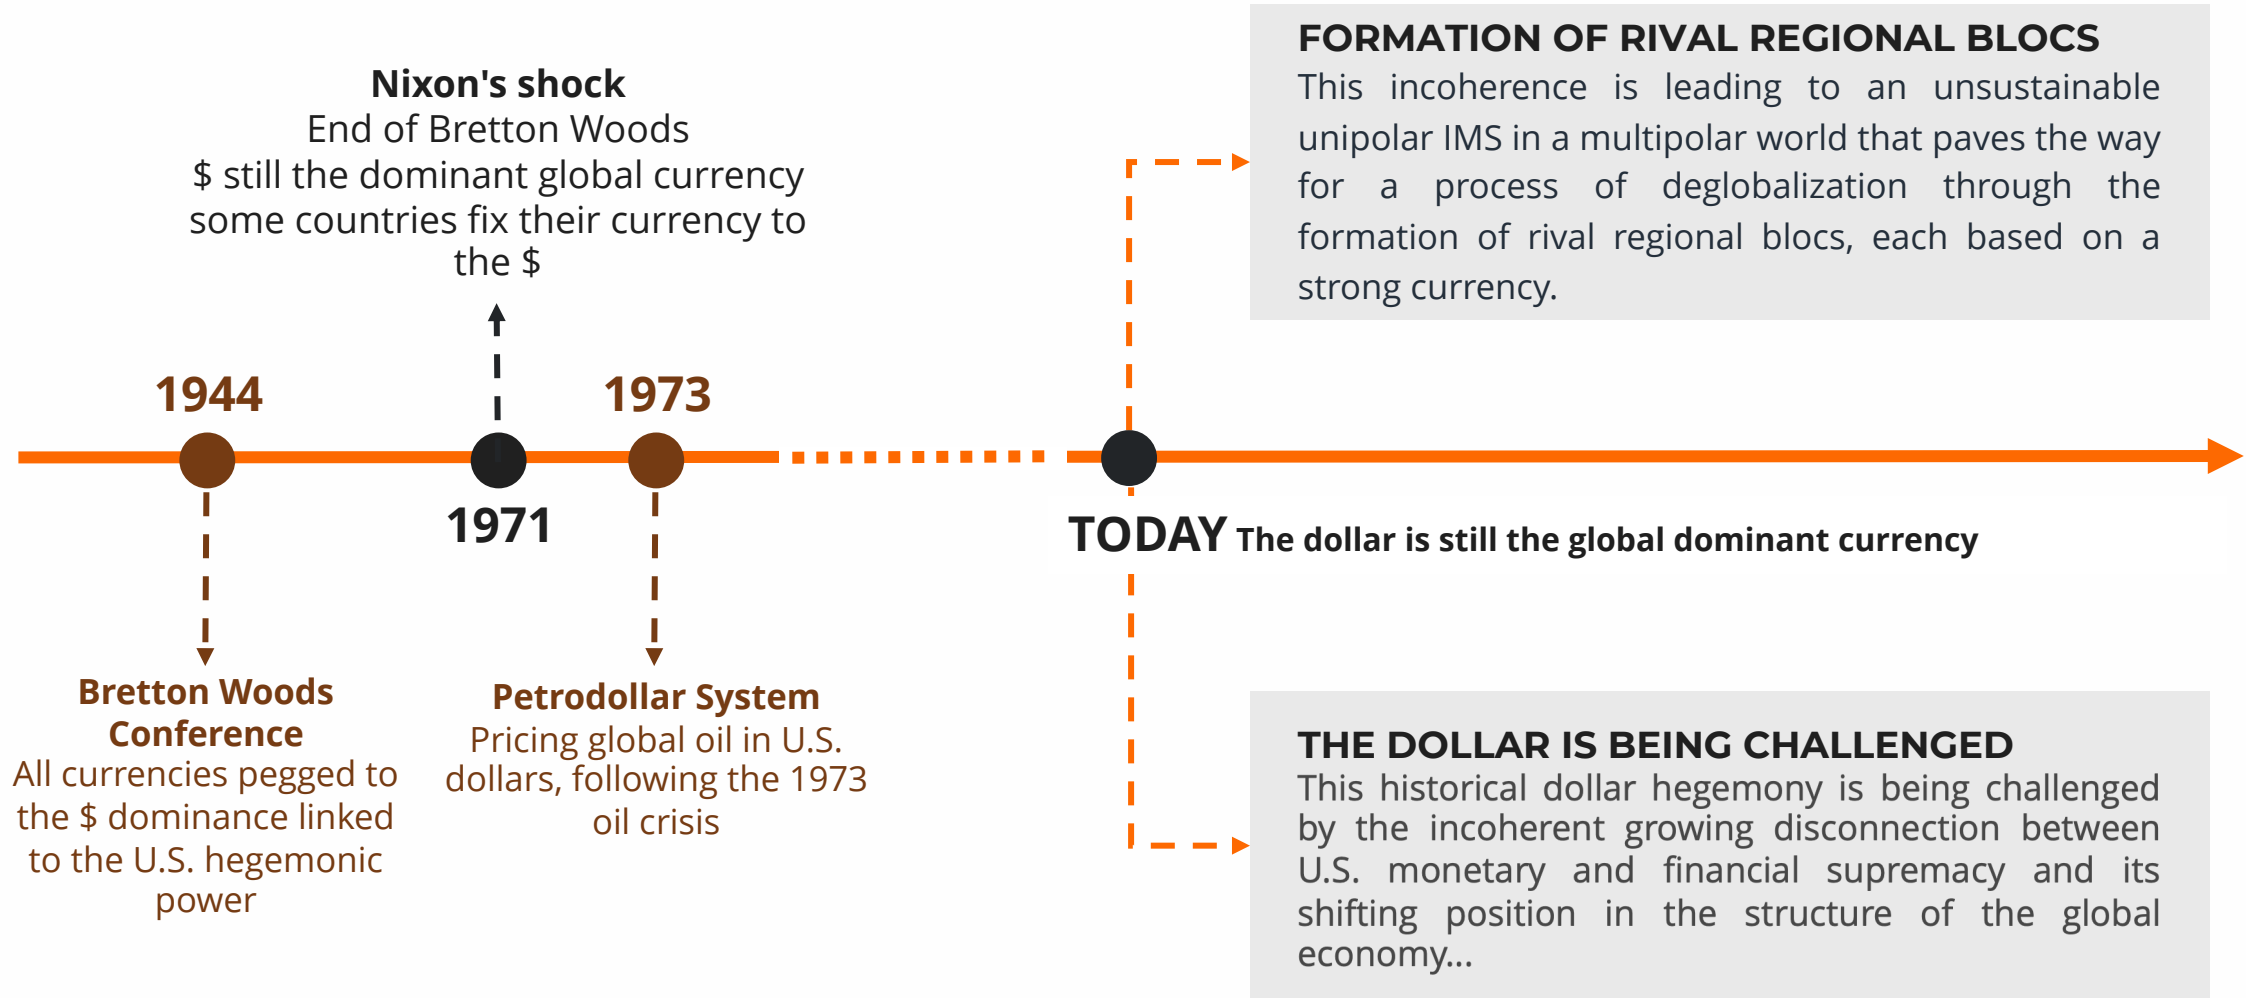 Nixon's shock
End of Bretton Woods
$ still the dominant global currency
some countries fix their currency to
the $
1944
1973
1971
Bretton Woods
Conference
All currencies pegged to
the $ dominance linked
to the U.S. hegemonic
power
Petrodollar System
Pricing global oil in U.S.
dollars, following the 1973
oil crisis
FORMATION OF RIVAL REGIONAL BLOCS
This incoherence is leading to an unsustainable
unipolar IMS in a multipolar world that paves the way
for a process of deglobalization through the
formation of rival regional blocs, each based on a
strong currency.
TODAY The dollar is still the global dominant currency
THE DOLLAR IS BEING CHALLENGED
This historical dollar hegemony is being challenged
by the incoherent growing disconnection between
U.S. monetary and financial supremacy and its
shifting position in the structure of the global
economy...